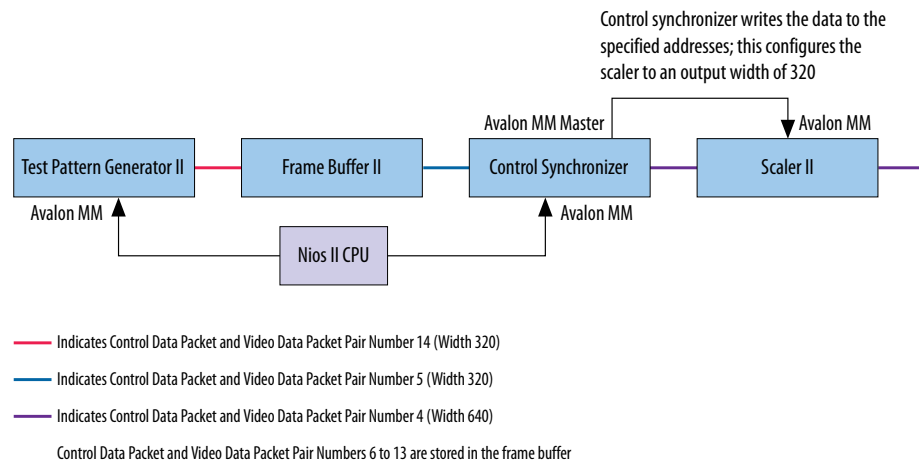 Control synchronizer writes the data to the
specified addresses; this configures the
scaler to an output width of 320
Avalon MM Master
Avalon MM
Test Pattern Generator II
Frame Buffer II
Control Synchronizer
Scaler II
Avalon MM
Avalon MM
Nios II CPU
Indicates Control Data Packet and Video Data Packet Pair Number 14 (Width 320)
Indicates Control Data Packet and Video Data Packet Pair Number 5 (Width 320)
Indicates Control Data Packet and Video Data Packet Pair Number 4 (Width 640)
Control Data Packet and Video Data Packet Pair Numbers 6 to 13 are stored in the frame buffer